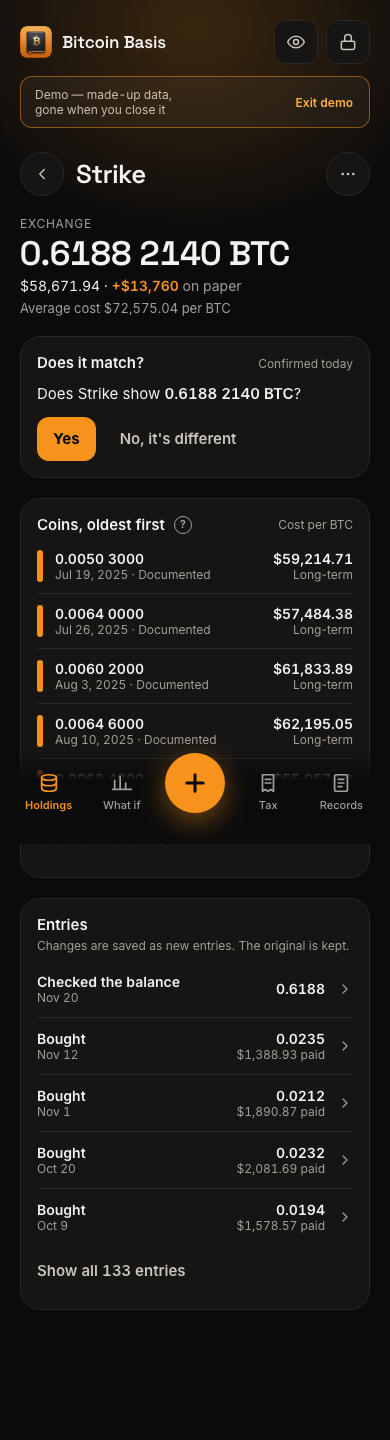 Bitcoin Basis
Demo — made-up data,
gone when you close it
Exit demo
Strike
EXCHANGE
0.6188 2140 BTC
$58,671.94 · +$13,760 on paper
Average cost $72,575.04 per BTC
Does it match?
Confirmed today
Does Strike show 0.6188 2140 BTC?
Yes
No, it's different
Coins, oldest first
?
Cost per BTC
0.0050 3000
$59,214.71
Jul 19, 2025 · Documented
Long-term
0.0064 0000
$57,484.38
Jul 26, 2025 · Documented
Long-term
0.0060 2000
$61,833.89
Aug 3, 2025 · Documented
Long-term
0.0064 6000
$62,195.05
Aug 10, 2025 · Documented
Long-term
Holdings
What if
Tax
Records
Entries
Changes are saved as new entries. The original is kept.
Checked the balance
0.6188
Nov 20
Bought
0.0235
Nov 12
$1,388.93 paid
Bought
0.0212
Nov 1
$1,890.87 paid
Bought
0.0232
Oct 20
$2,081.69 paid
Bought
0.0194
Oct 9
$1,578.57 paid
Show all 133 entries